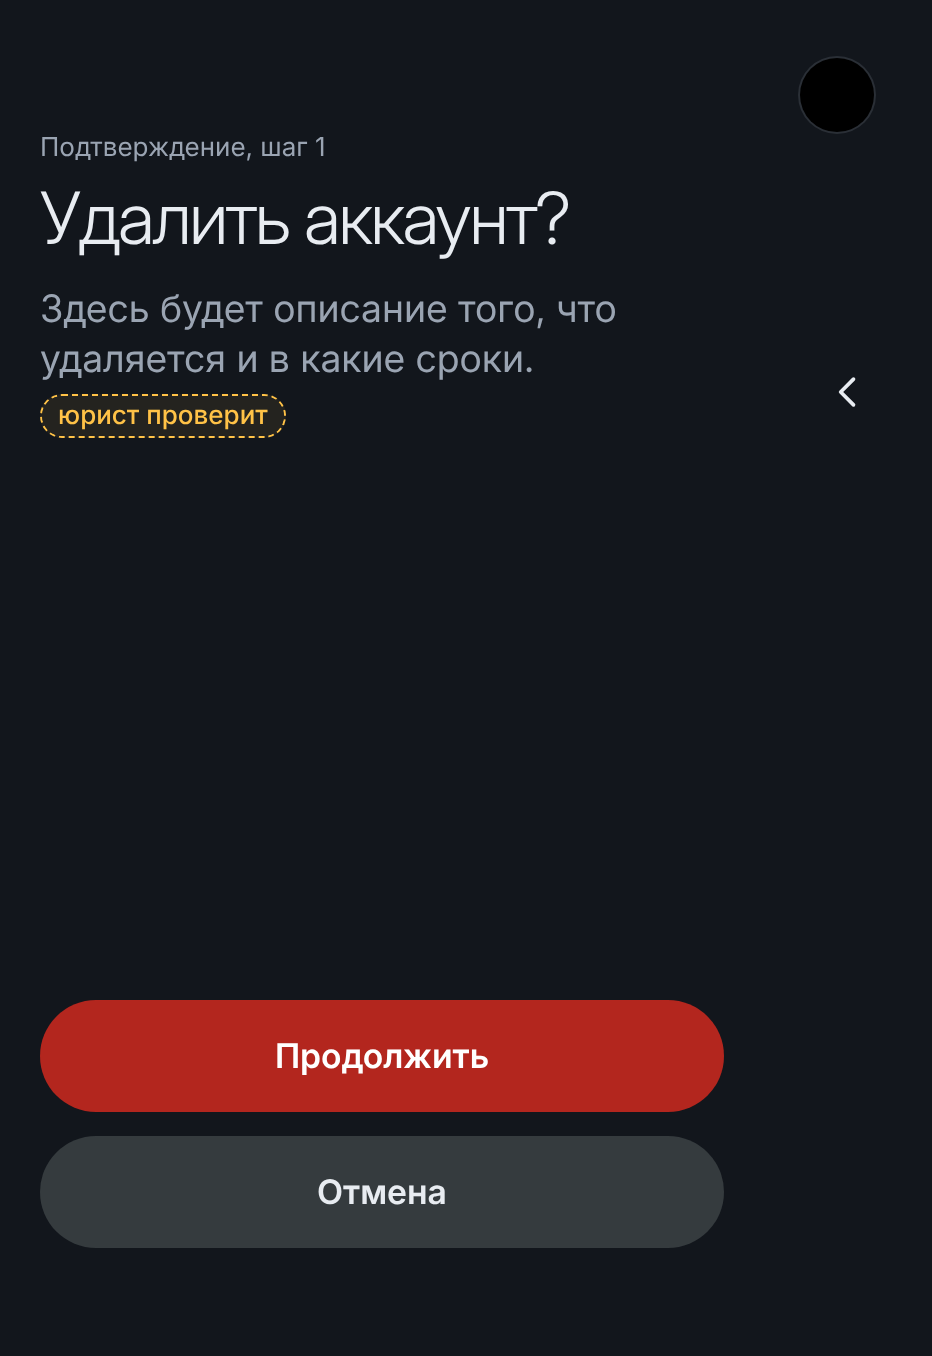 Подтверждение, шаг 1
Удалить аккаунт?
Здесь будет описание того, что
удаляется и в какие сроки.
юрист проверит
Продолжить
Отмена